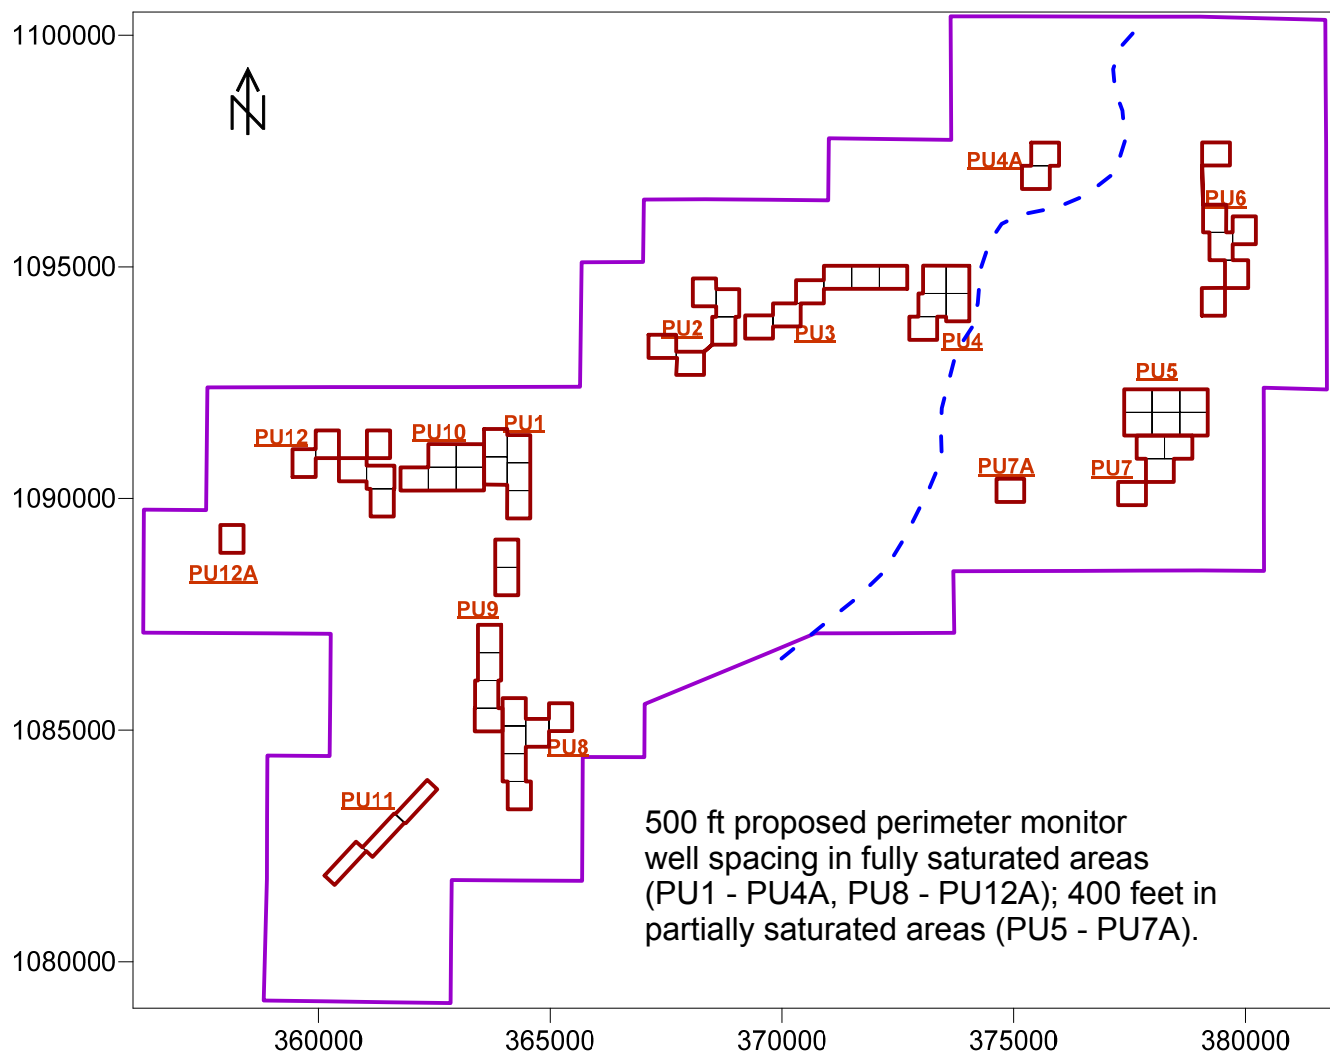 1100000
N
PU4A
PU6
1095000
PU2
PU3
PU4
PU5
PU1
PU10
PU12
PU7A
PU7
1090000
PU12A
PU9
1085000
PU8
PU11
500 ft proposed perimeter monitor
well spacing in fully saturated areas
(PU1 - PU4A, PU8 - PU12A); 400 feet in
partially saturated areas (PU5 - PU7A).
1080000
360000
365000
370000
375000
380000